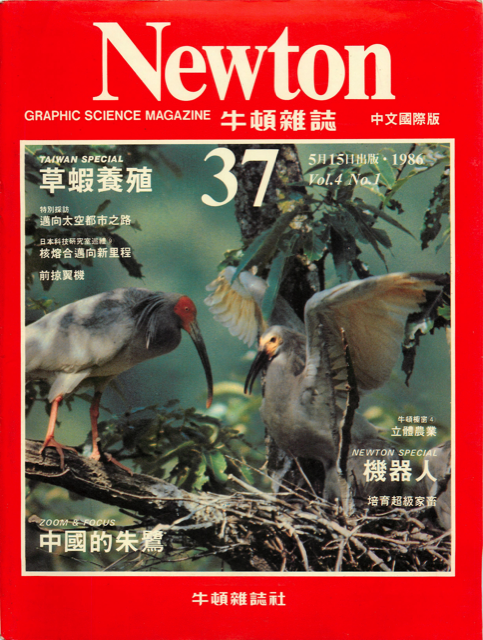 Newton
GRAPHIC SCIENCE MAGAZINE 牛頓雜誌 中文國際版
TAIWAN SPECIAL
草蝦養殖
37
5月15日出版・1986
Vol.4 No.1
特別採訪
邁向太空都市之路
日本科技研究室巡禮
核熔合邁向新里程
前掠翼機
牛頓櫥窗④
立體農業
NEWTON SPECIAL
機器人
培育超級家畜
ZOOM & FOCUS
中國的朱鷺
牛頓雜誌社